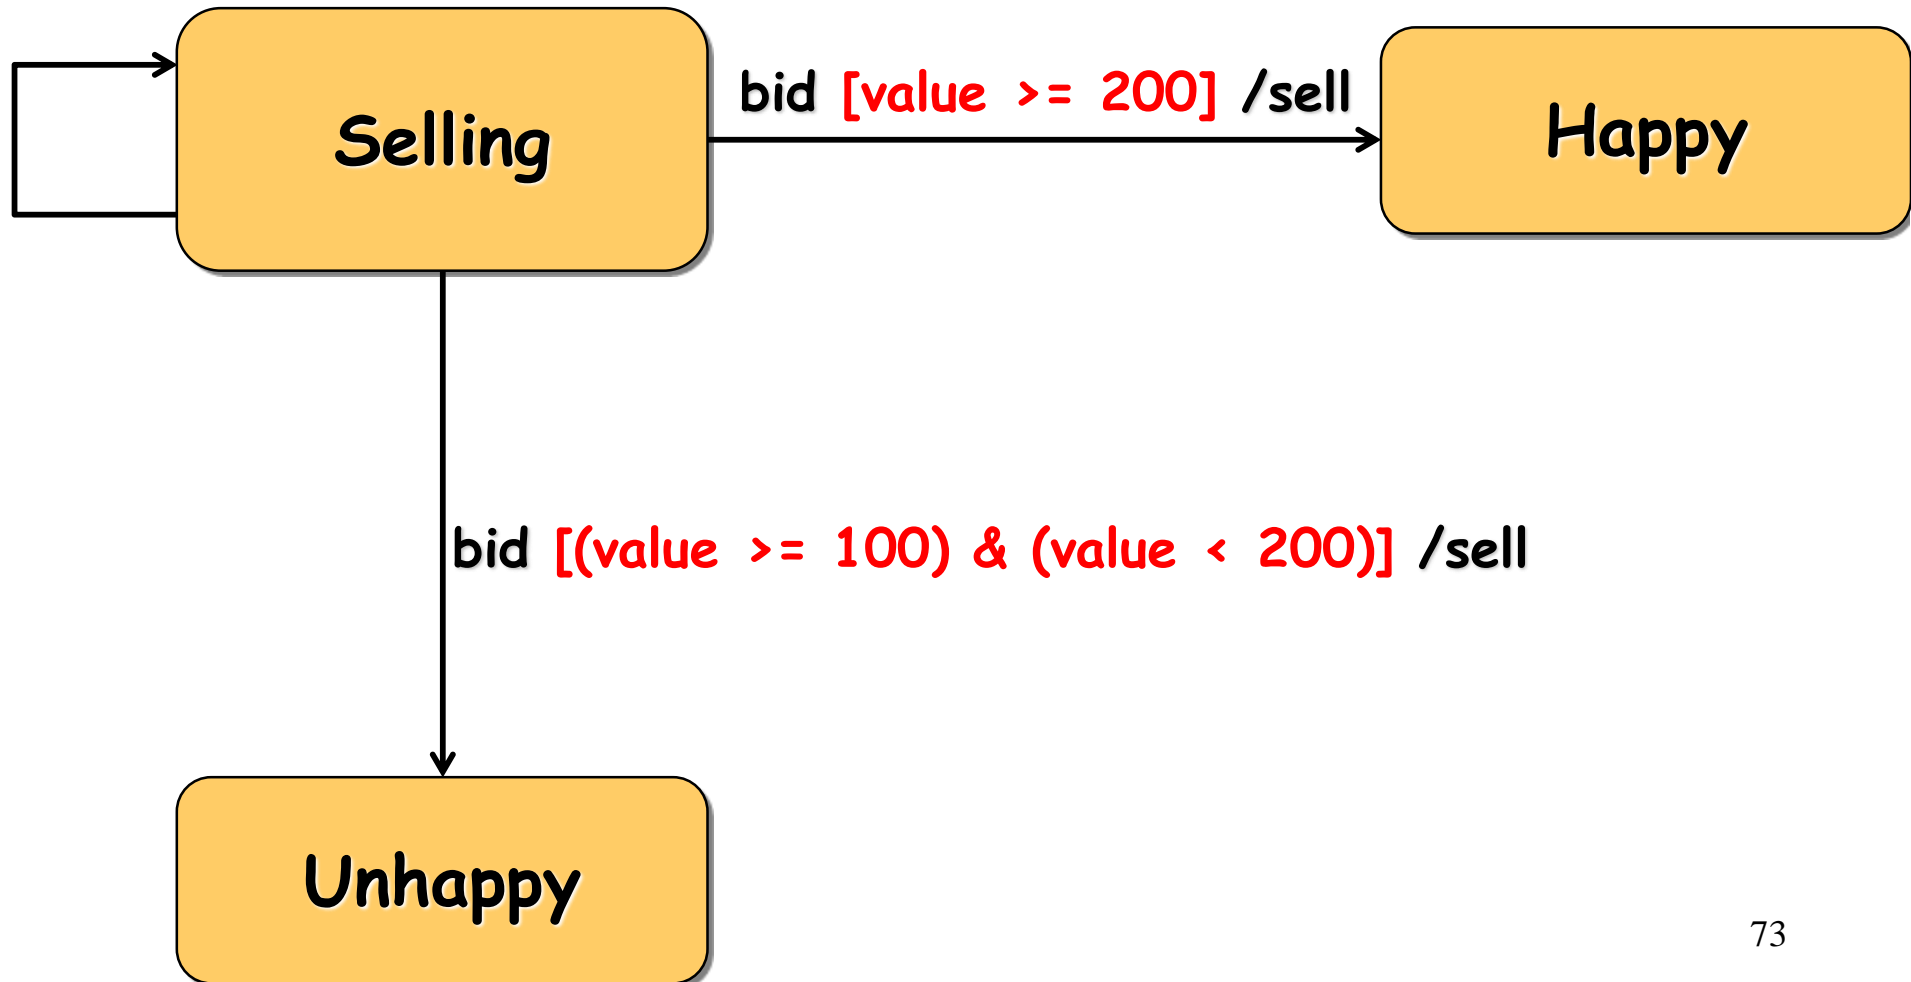 bid [value >= 200] /sell
Selling
Happy
bid [(value >= 100) & (value < 200)] /sell
Unhappy
73